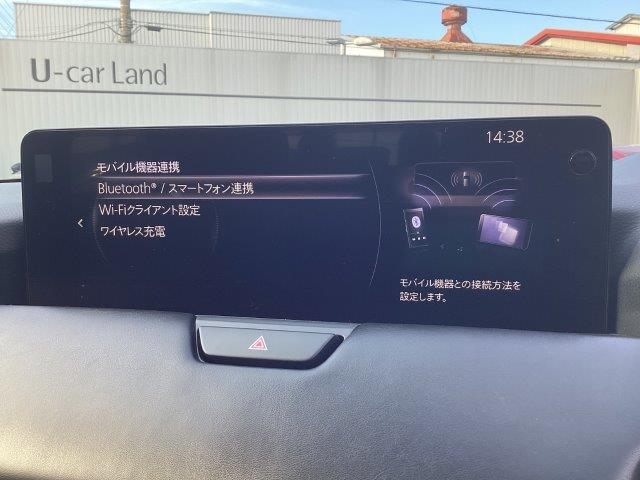 U-car Land
14:38
モバイル機器連携
Bluetooth® / スマートフォン連携
Wi-Fiクライアント設定
ワイヤレス充電
モバイル機器との接続方法を
設定します。